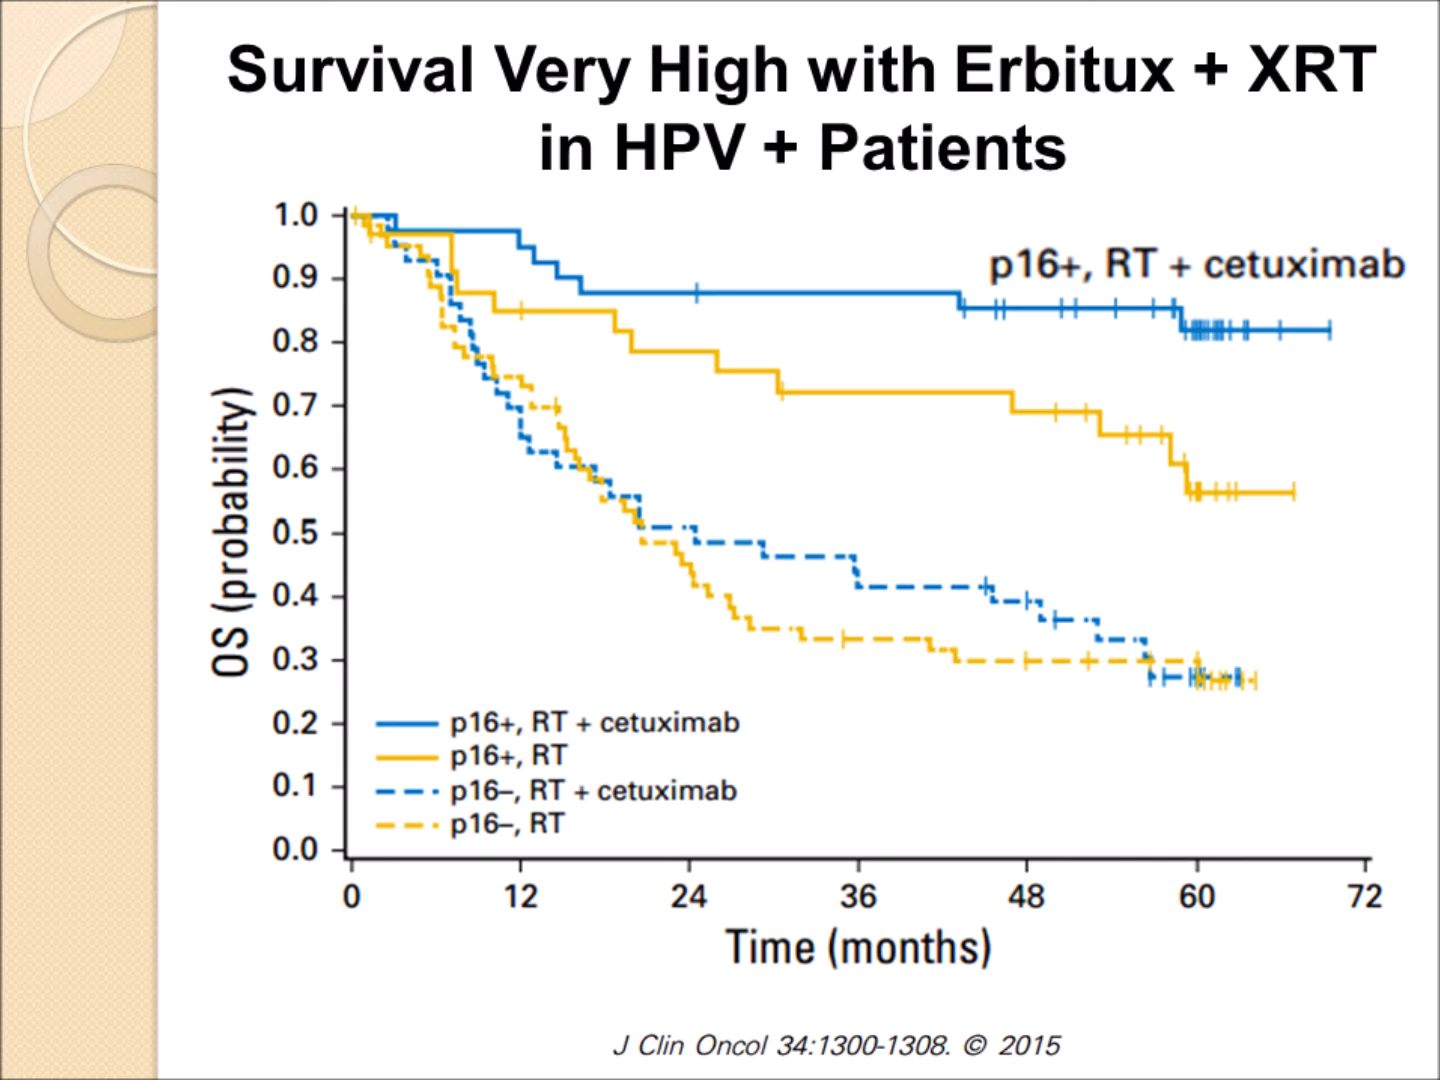 Survival Very High with Erbitux + XRT
in HPV + Patients
p16+, RT + cetuximab
OS (probability)
1.0
0.9
0.8
0.7
0.6
0.5
0.4
0.3
0.2
0.1
0.0
p16+, RT + cetuximab
p16+, RT
p16–, RT + cetuximab
p16–, RT
0 12 24 36 48 60 72
Time (months)
J Clin Oncol 34:1300-1308. © 2015